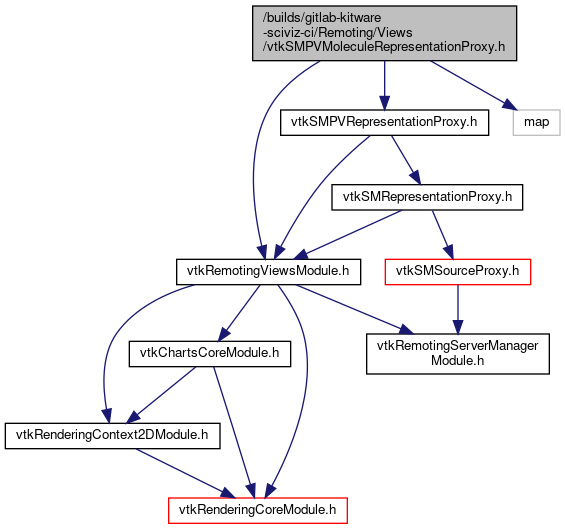 /builds/gitlab-kitware
-sciviz-ci/Remoting/Views
/vtkSMPVMoleculeRepresentationProxy.h
vtkSMPVRepresentationProxy.h
map
vtkSMRepresentationProxy.h
vtkRemotingViewsModule.h
vtkSMSourceProxy.h
vtkChartsCoreModule.h
vtkRemotingServerManager
Module.h
vtkRenderingContext2DModule.h
vtkRenderingCoreModule.h